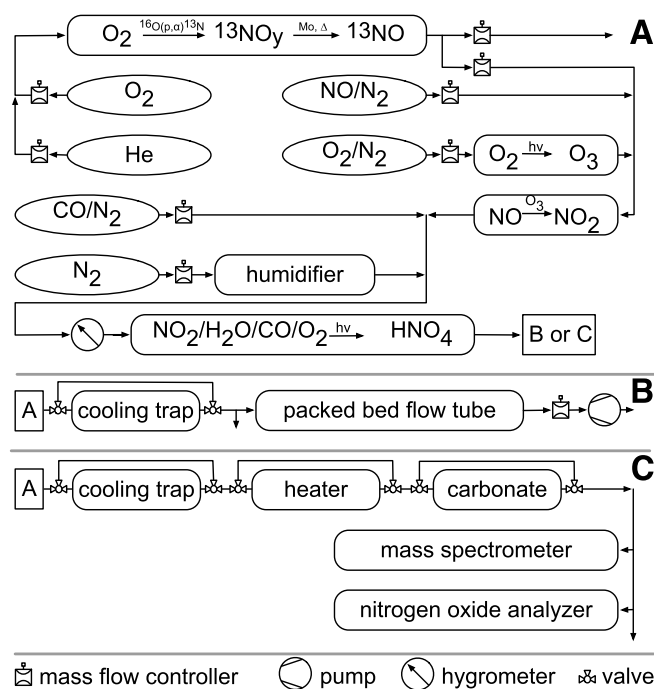 A
O2 16O(p,α)13N 13NOy Mo, Δ 13NO
O2
NO/N2
He
O2/N2
O2 hν O3
CO/N2
NO O3 NO2
N2
humidifier
NO2/H2O/CO/O2 hν HNO4
B or C
B
A
cooling trap
packed bed flow tube
C
A
cooling trap
heater
carbonate
mass spectrometer
nitrogen oxide analyzer
mass flow controller
pump
hygrometer
valve